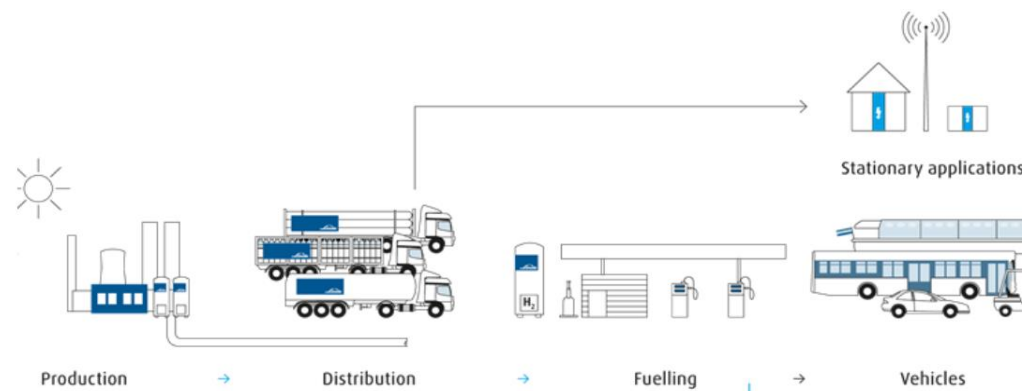 Stationary applications
H2
Production → Distribution → Fuelling → Vehicles